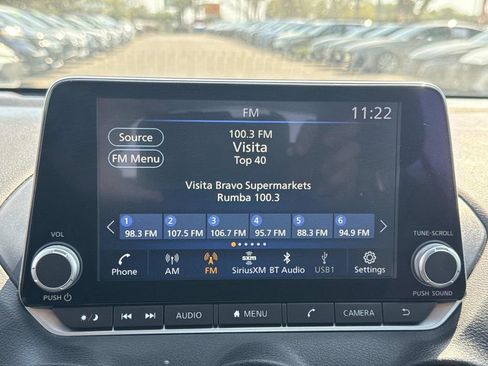 FM
11:22
Source
FM Menu
100.3 FM
Visita
Top 40
Visita Bravo Supermarkets
Rumba 100.3
1 2 3 4 5 6
98.3 FM 107.5 FM 106.7 FM 95.7 FM 88.3 FM 94.9 FM
Phone AM FM sxm SiriusXM BT Audio USB1 Settings
VOL
PUSH
TUNE·SCROLL
PUSH SOUND
AUDIO MENU CAMERA